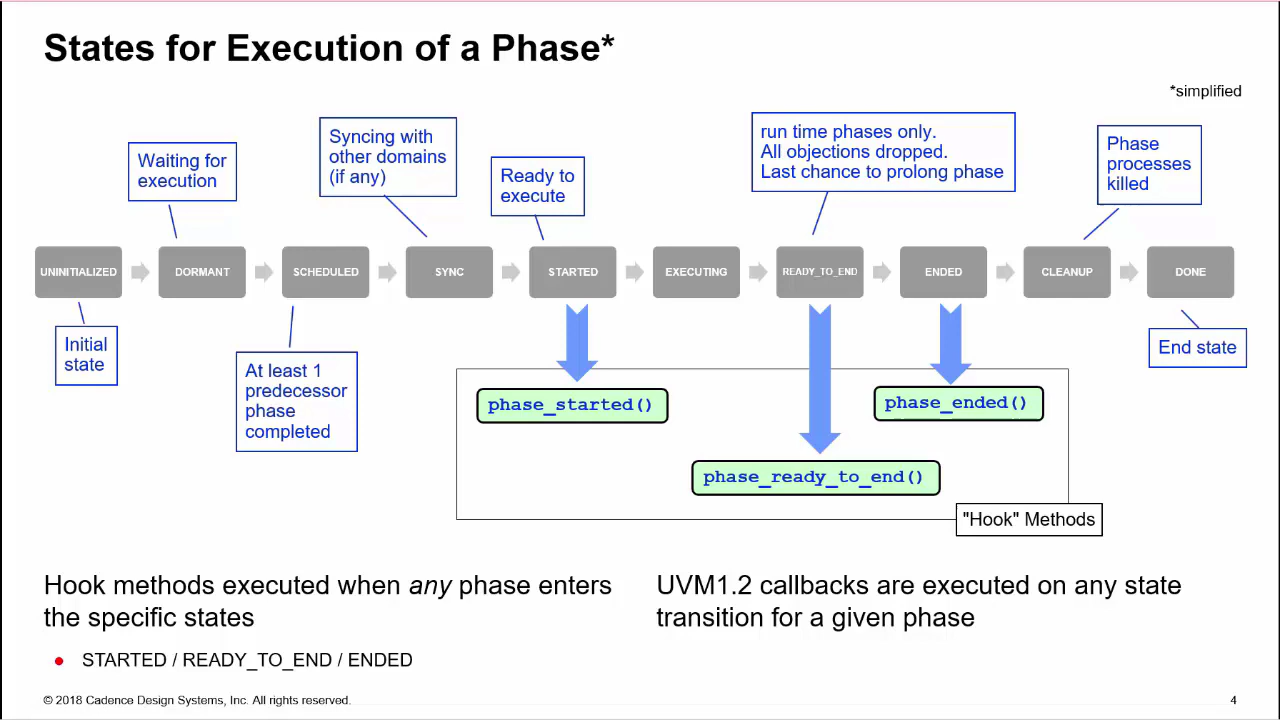 States for Execution of a Phase*
*simplified
Waiting for
execution
Syncing with
other domains
(if any)
Ready to
execute
run time phases only.
All objections dropped.
Last chance to prolong phase
Phase
processes
killed
UNINITIALIZED
DORMANT
SCHEDULED
SYNC
STARTED
EXECUTING
READY_TO_END
ENDED
CLEANUP
DONE
Initial
state
At least 1
predecessor
phase
completed
End state
phase_started()
phase_ended()
phase_ready_to_end()
"Hook" Methods
Hook methods executed when any phase enters
the specific states
• STARTED / READY_TO_END / ENDED
UVM1.2 callbacks are executed on any state
transition for a given phase
© 2018 Cadence Design Systems, Inc. All rights reserved.
4